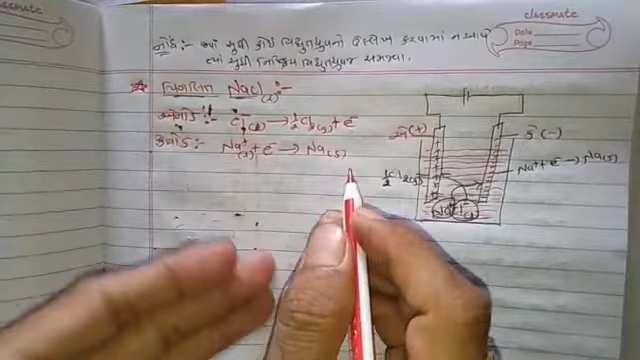 classmate
Date
Page
નોંધ:- જ્યાં સુધી કોઈ વિદ્યુતધ્રુવનો ઉલ્લેખ કરવામાં ન આવ્યો
ત્યાં સુધી નિષ્ક્રિય વિદ્યુતધ્રુવ સમજવા.
પિગલિત NaCl(l) :-
એનોડ :- Cl⁻(l) → ½Cl₂(g) + e⁻
કેથોડ :- Na⁺(l) + e⁻ → Na(s)
એ (+)
કે (-)
Na⁺ + e⁻ → Na(s)
Na⁺